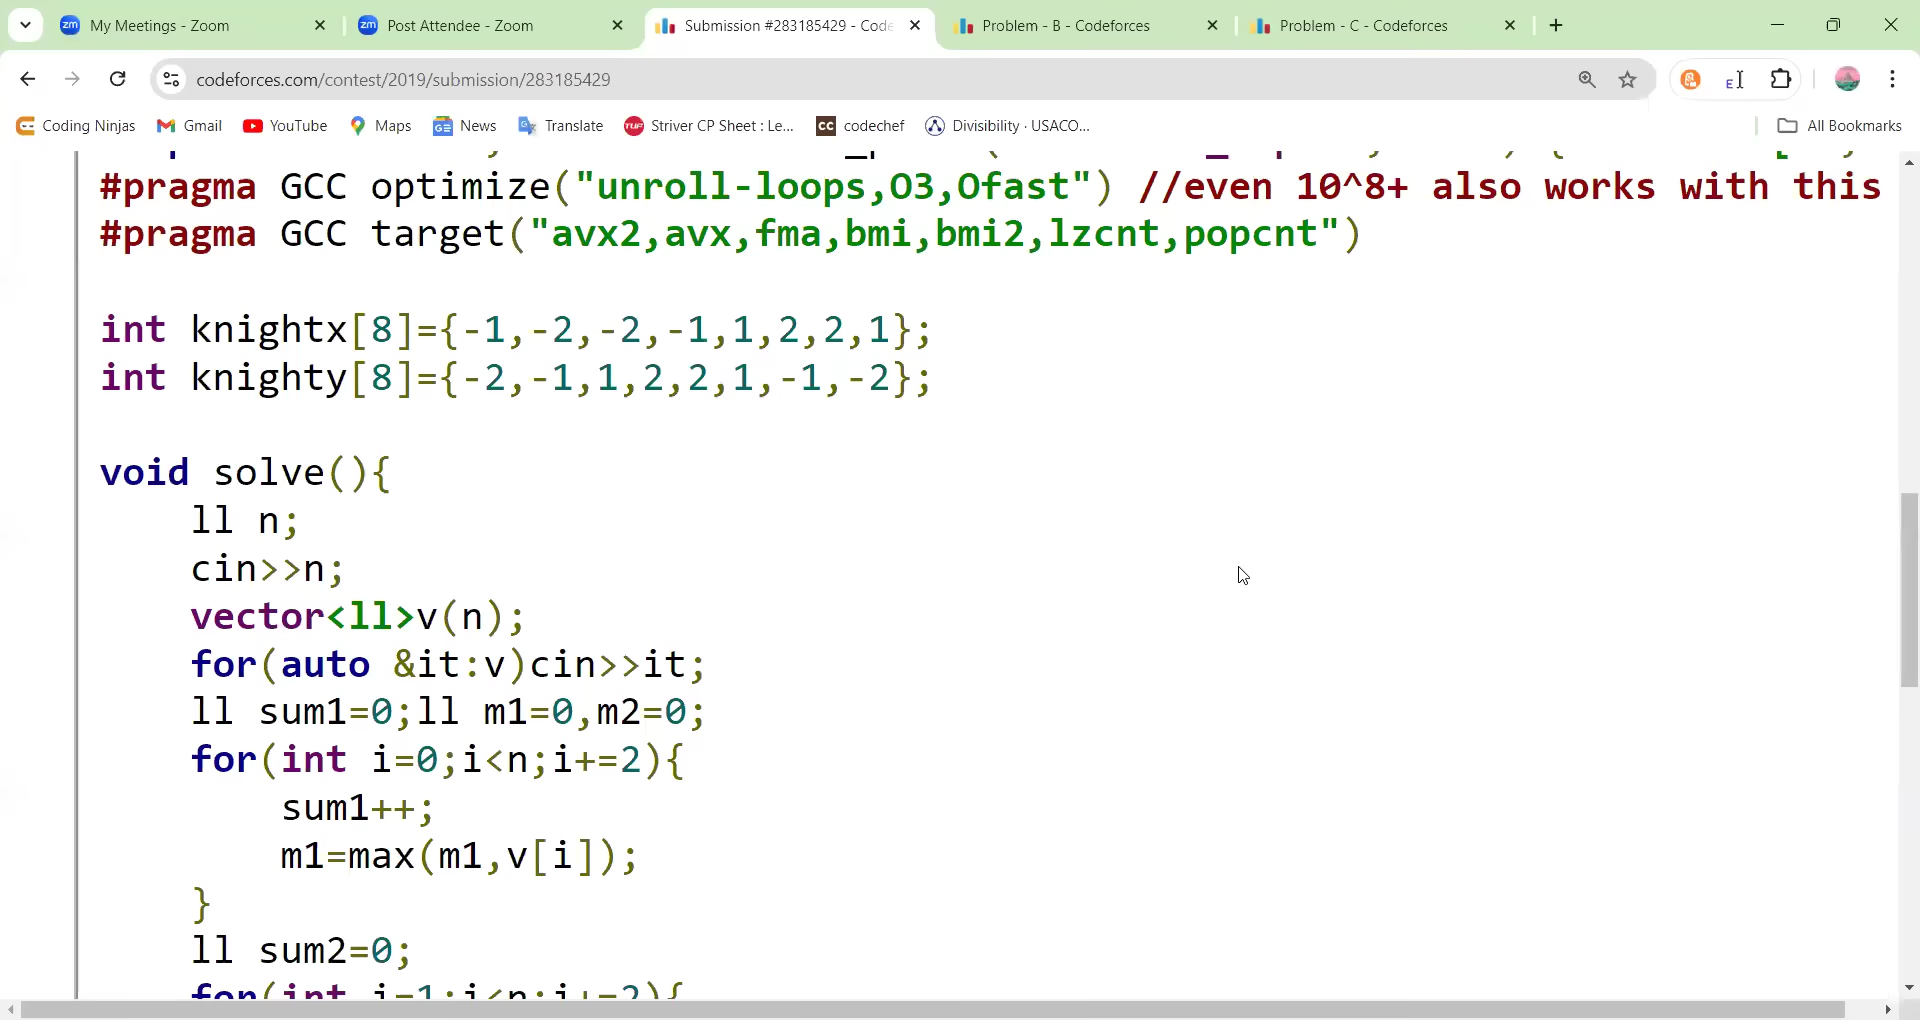 My Meetings - Zoom
Post Attendee - Zoom
Submission #283185429 - Code
Problem - B - Codeforces
Problem - C - Codeforces
codeforces.com/contest/2019/submission/283185429
Coding Ninjas
Gmail
YouTube
Maps
News
Translate
Striver CP Sheet : Le...
codechef
Divisibility · USACO...
All Bookmarks
#pragma GCC optimize("unroll-loops,O3,Ofast") //even 10^8+ also works with this
#pragma GCC target("avx2,avx,fma,bmi,bmi2,lzcnt,popcnt")
int knightx[8]={-1,-2,-2,-1,1,2,2,1};
int knighty[8]={-2,-1,1,2,2,1,-1,-2};
void solve(){
ll n;
cin>>n;
vector<ll>v(n);
for(auto &it:v)cin>>it;
ll sum1=0;ll m1=0,m2=0;
for(int i=0;i<n;i+=2){
sum1++;
m1=max(m1,v[i]);
}
ll sum2=0;
for(int i=1;i<n;i+=2){